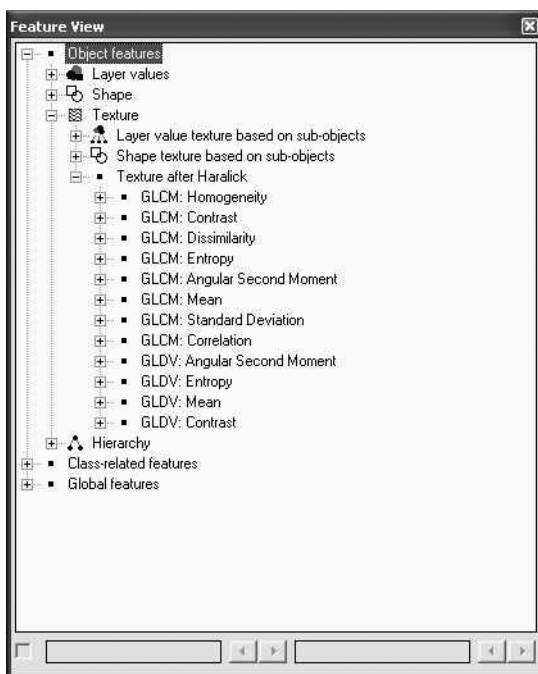 Feature View
Object features
Layer values
Shape
Texture
Layer value texture based on sub-objects
Shape texture based on sub-objects
Texture after Haralick
GLCM: Homogeneity
GLCM: Contrast
GLCM: Dissimilarity
GLCM: Entropy
GLCM: Angular Second Moment
GLCM: Mean
GLCM: Standard Deviation
GLCM: Correlation
GLDV: Angular Second Moment
GLDV: Entropy
GLDV: Mean
GLDV: Contrast
Hierarchy
Class-related features
Global features